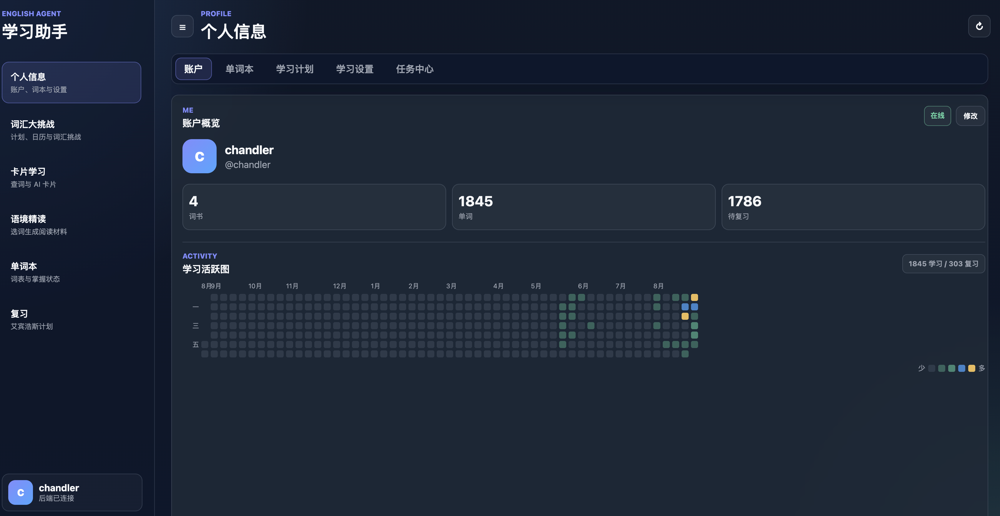 ENGLISH AGENT
学习助手
个人信息
账户、词本与设置
词汇大挑战
计划、日历与词汇挑战
卡片学习
查词与 AI 卡片
语境精读
选词生成阅读材料
单词本
词表与掌握状态
复习
艾宾浩斯计划
C
chandler
后端已连接
PROFILE
个人信息
账户 单词本 学习计划 学习设置 任务中心
ME
账户概览
在线 修改
C
chandler
@chandler
4
词书
1845
单词
1786
待复习
ACTIVITY
学习活跃图
1845 学习 / 303 复习
8月9月 10月 11月 12月 1月 2月 3月 4月 5月 6月 7月 8月
一
三
五
少 多